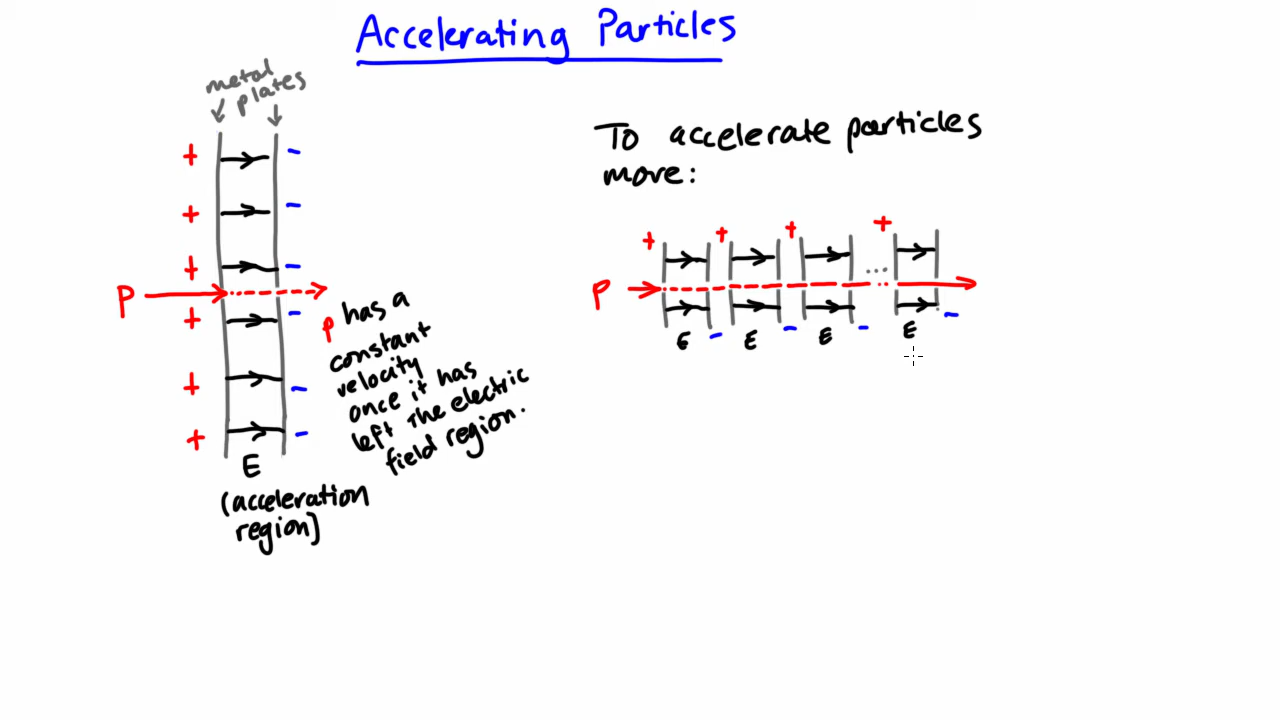 Accelerating Particles
metal
plates
+ -
+ -
+ -
P
+ -
+ -
+ -
E
(acceleration
region]
p has a
constant
velocity
once it has
left the electric
field region.
To accelerate particles
more:
+ + + +
...
P
E - E - E - E -